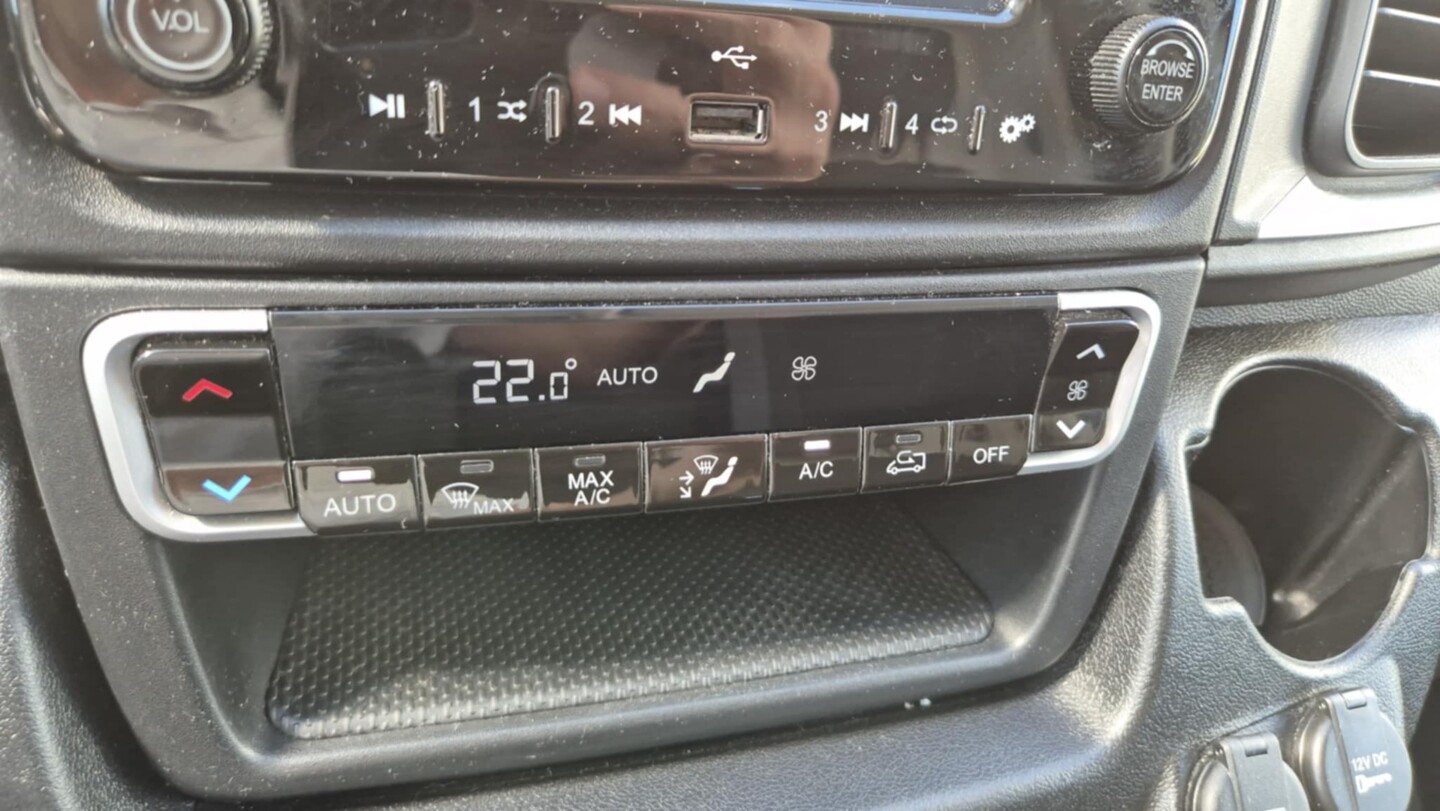 VOL
BROWSE
ENTER
1 2 3 4
22.0° AUTO
AUTO
MAX
MAX
A/C
A/C
OFF
12V DC